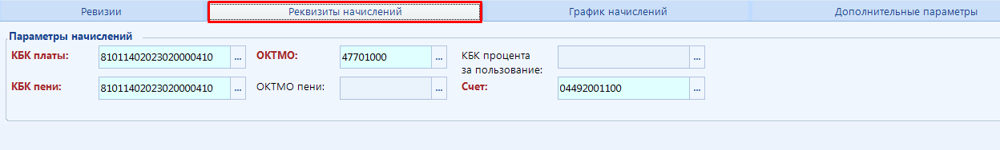 Ревизии Реквизиты начислений График начислений Дополнительные параметры
Параметры начислений
КБК платы: 81011402023020000410 ... ОКТМО: 47701000 ... КБК процента за пользование: ...
КБК пени: 81011402023020000410 ... ОКТМО пени: ... Счет: 04492001100 ...